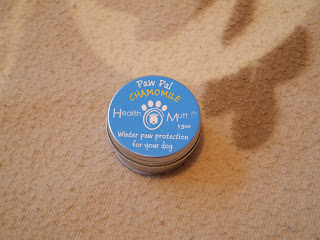 Paw Pal
CHAMOMILE
Health Mutt
15ml
Winter paw protection
for your dog